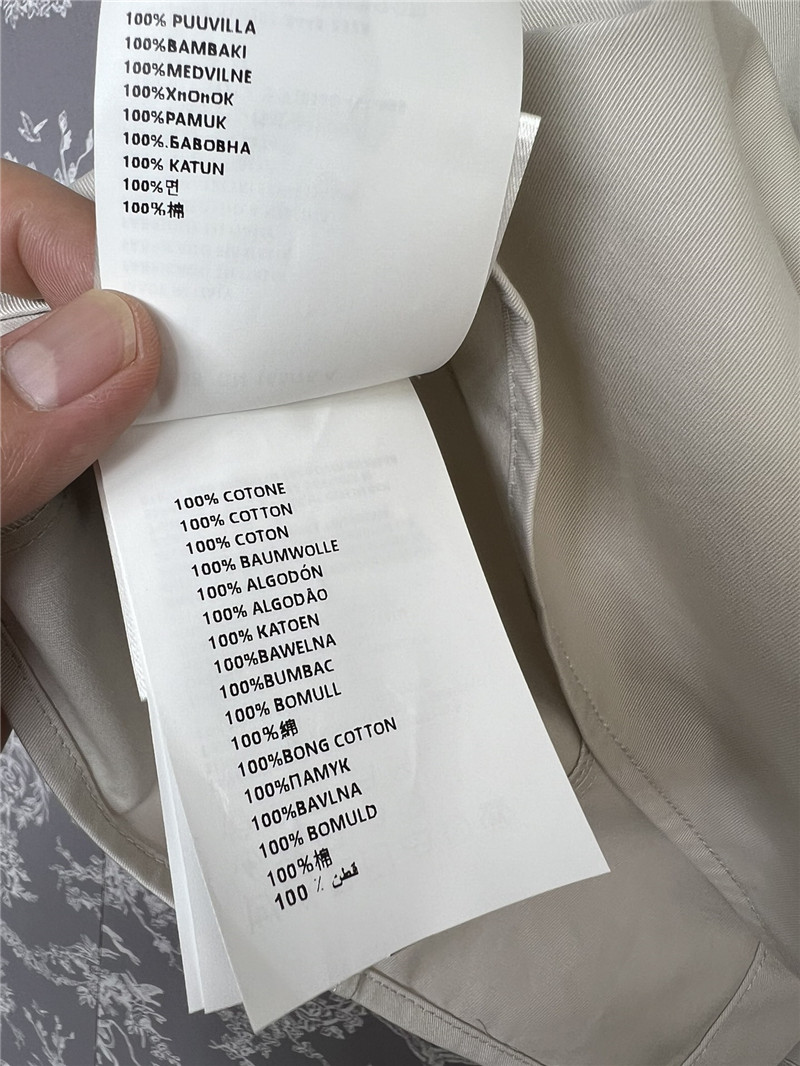 100% PUUVILLA
100%BAMBAKI
100%MEDVILNE
100%XnOnOK
100%PAMUK
100%.БАВОВНА
100% KATUN
100%면
100%棉
100% COTONE
100% COTTON
100% COTON
100% BAUMWOLLE
100% ALGODÓN
100% ALGODÃO
100% KATOEN
100%BAWELNA
100%BUMBAC
100% BOMULL
100%綿
100%BONG COTTON
100%ПАМУК
100%BAVLNA
100% BOMULD
100%棉
100 ٪ قطن